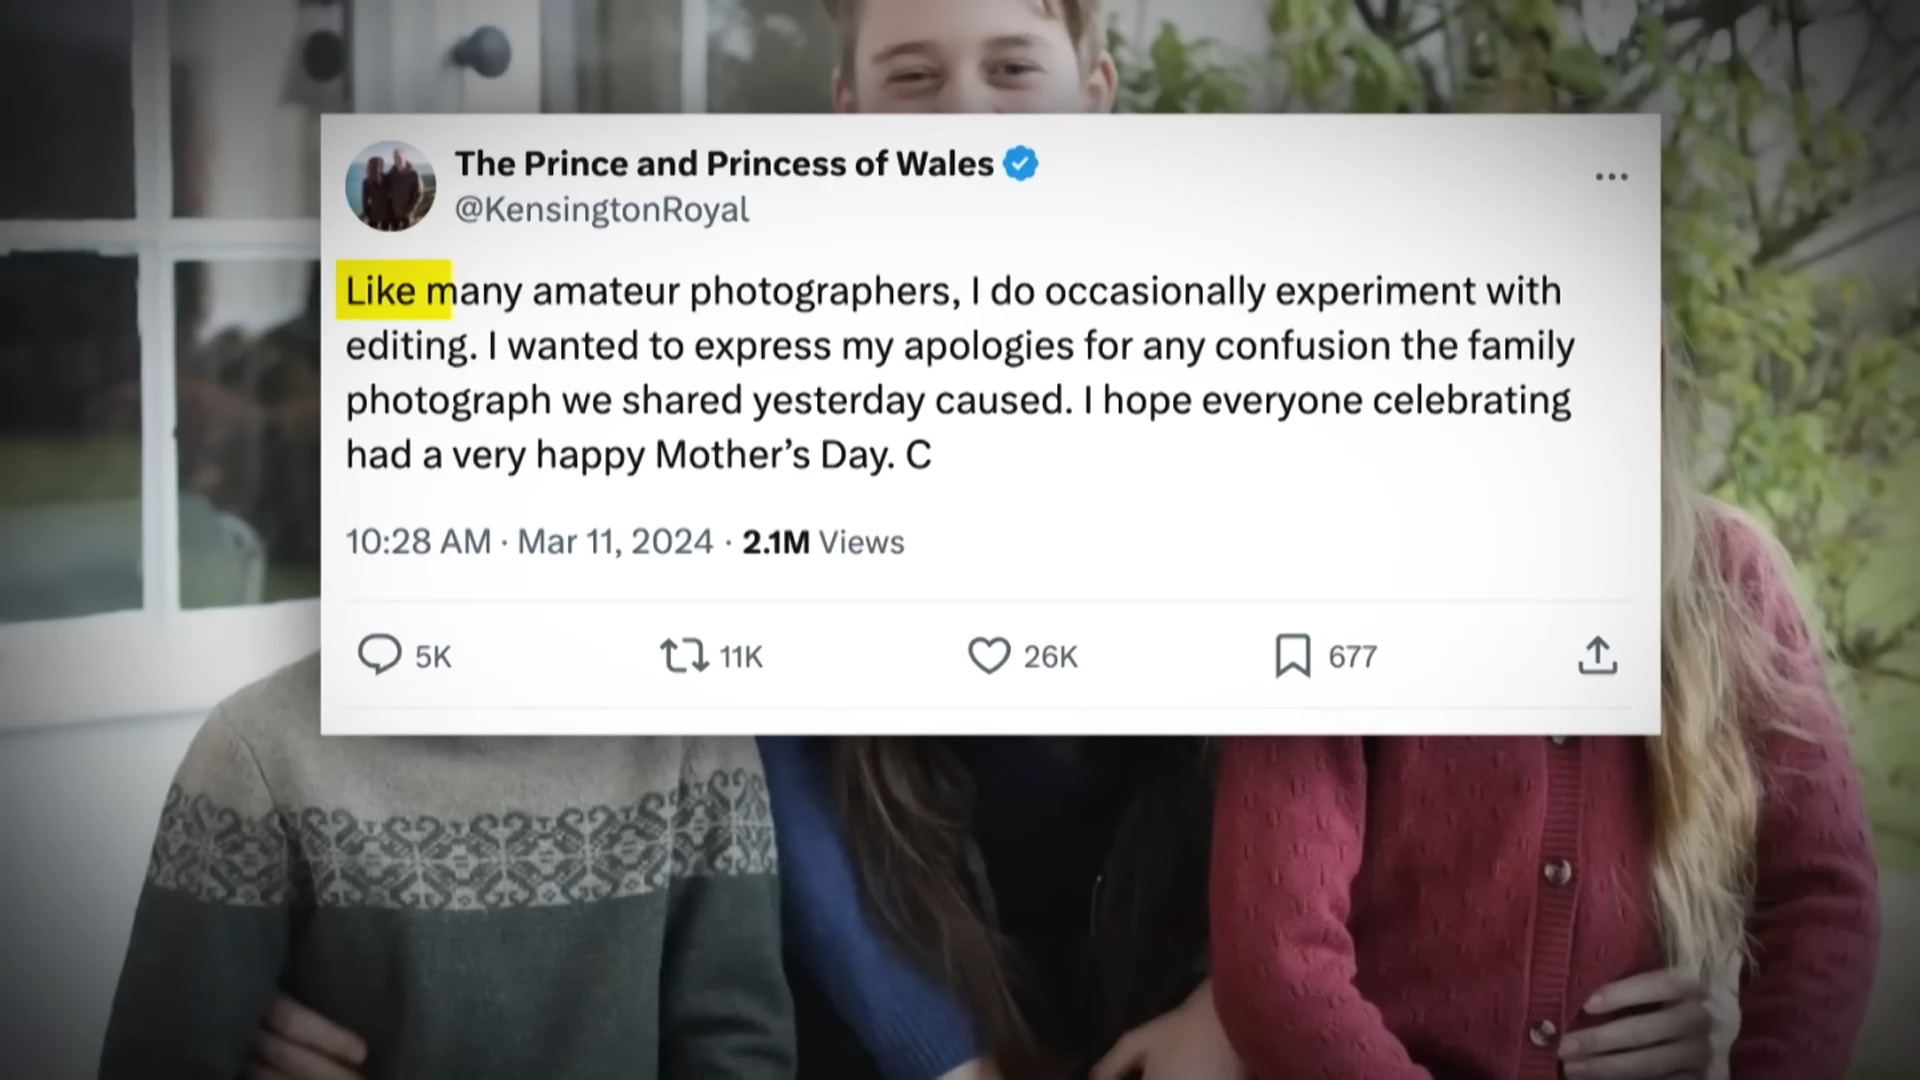 The Prince and Princess of Wales
@KensingtonRoyal
Like many amateur photographers, I do occasionally experiment with
editing. I wanted to express my apologies for any confusion the family
photograph we shared yesterday caused. I hope everyone celebrating
had a very happy Mother’s Day. C
10:28 AM · Mar 11, 2024 · 2.1M Views
5K 11K 26K 677